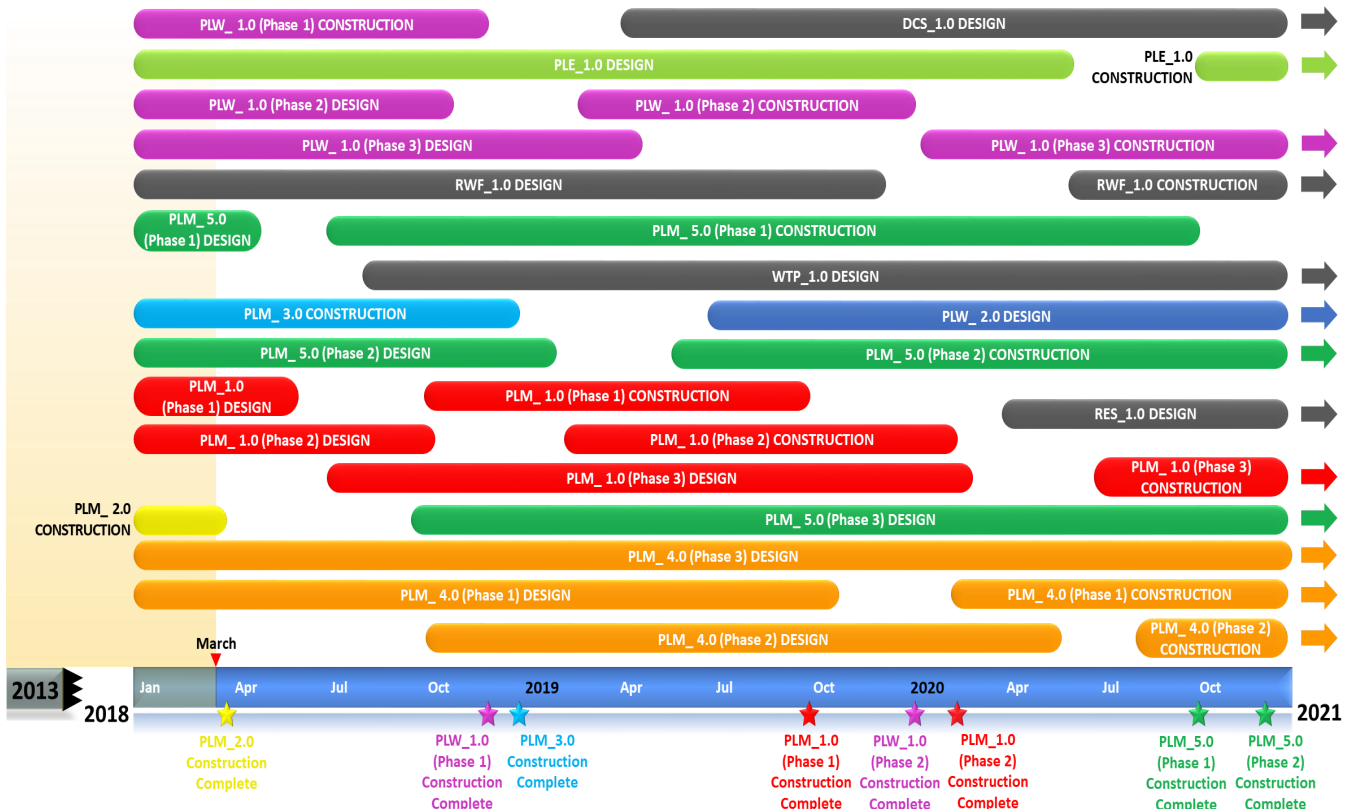 PLW_ 1.0 (Phase 1) CONSTRUCTION
DCS_1.0 DESIGN
PLE_1.0 DESIGN
PLE_1.0
CONSTRUCTION
PLW_ 1.0 (Phase 2) DESIGN
PLW_ 1.0 (Phase 2) CONSTRUCTION
PLW_ 1.0 (Phase 3) DESIGN
PLW_ 1.0 (Phase 3) CONSTRUCTION
RWF_1.0 DESIGN
RWF_1.0 CONSTRUCTION
PLM_ 5.0
(Phase 1) DESIGN
PLM_ 5.0 (Phase 1) CONSTRUCTION
WTP_1.0 DESIGN
PLM_ 3.0 CONSTRUCTION
PLW_ 2.0 DESIGN
PLM_ 5.0 (Phase 2) DESIGN
PLM_ 5.0 (Phase 2) CONSTRUCTION
PLM_1.0
(Phase 1) DESIGN
PLM_ 1.0 (Phase 1) CONSTRUCTION
RES_1.0 DESIGN
PLM_ 1.0 (Phase 2) DESIGN
PLM_ 1.0 (Phase 2) CONSTRUCTION
PLM_ 1.0 (Phase 3) DESIGN
PLM_ 1.0 (Phase 3)
CONSTRUCTION
PLM_ 2.0
CONSTRUCTION
PLM_ 5.0 (Phase 3) DESIGN
PLM_ 4.0 (Phase 3) DESIGN
PLM_ 4.0 (Phase 1) DESIGN
PLM_ 4.0 (Phase 1) CONSTRUCTION
PLM_ 4.0 (Phase 2) DESIGN
PLM_ 4.0 (Phase 2)
CONSTRUCTION
March
2013
2018
Jan
Apr
Jul
Oct
2019
Apr
Jul
Oct
2020
Apr
Jul
Oct
2021
PLM_2.0
Construction
Complete
PLW_1.0
(Phase 1)
Construction
Complete
PLM_3.0
Construction
Complete
PLM_1.0
(Phase 1)
Construction
Complete
PLW_1.0
(Phase 2)
Construction
Complete
PLM_1.0
(Phase 2)
Construction
Complete
PLM_5.0
(Phase 1)
Construction
Complete
PLM_5.0
(Phase 2)
Construction
Complete